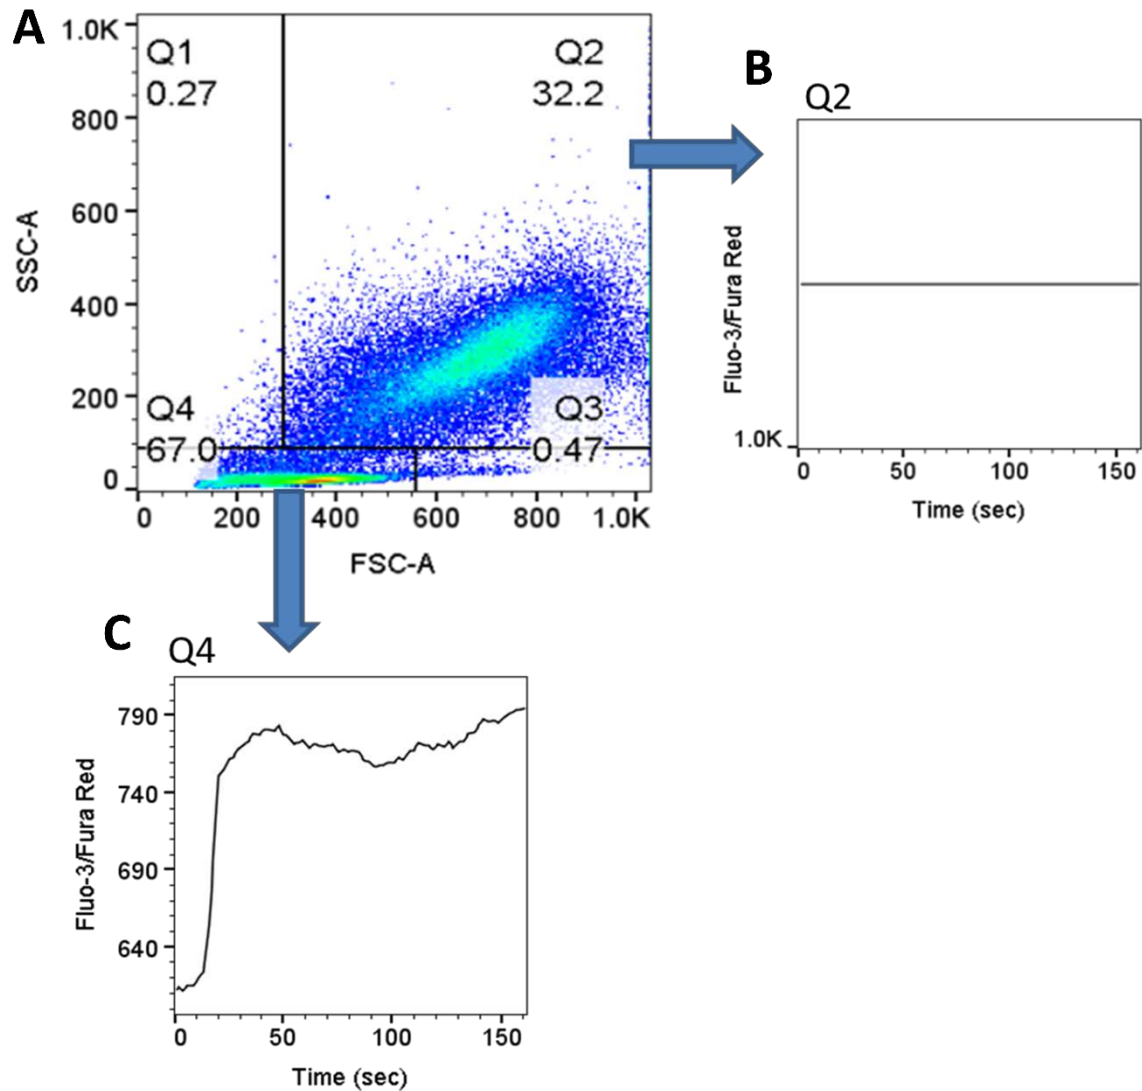 A
1.0K
800
600
400
200
0
SSC-A
Q1
0.27
Q2
32.2
Q4
67.0
Q3
0.47
0 200 400 600 800 1.0K
FSC-A
B
Q2
Fluo-3/Fura Red
1.0K
0 50 100 150
Time (sec)
C
Q4
790
740
690
640
Fluo-3/Fura Red
0 50 100 150
Time (sec)